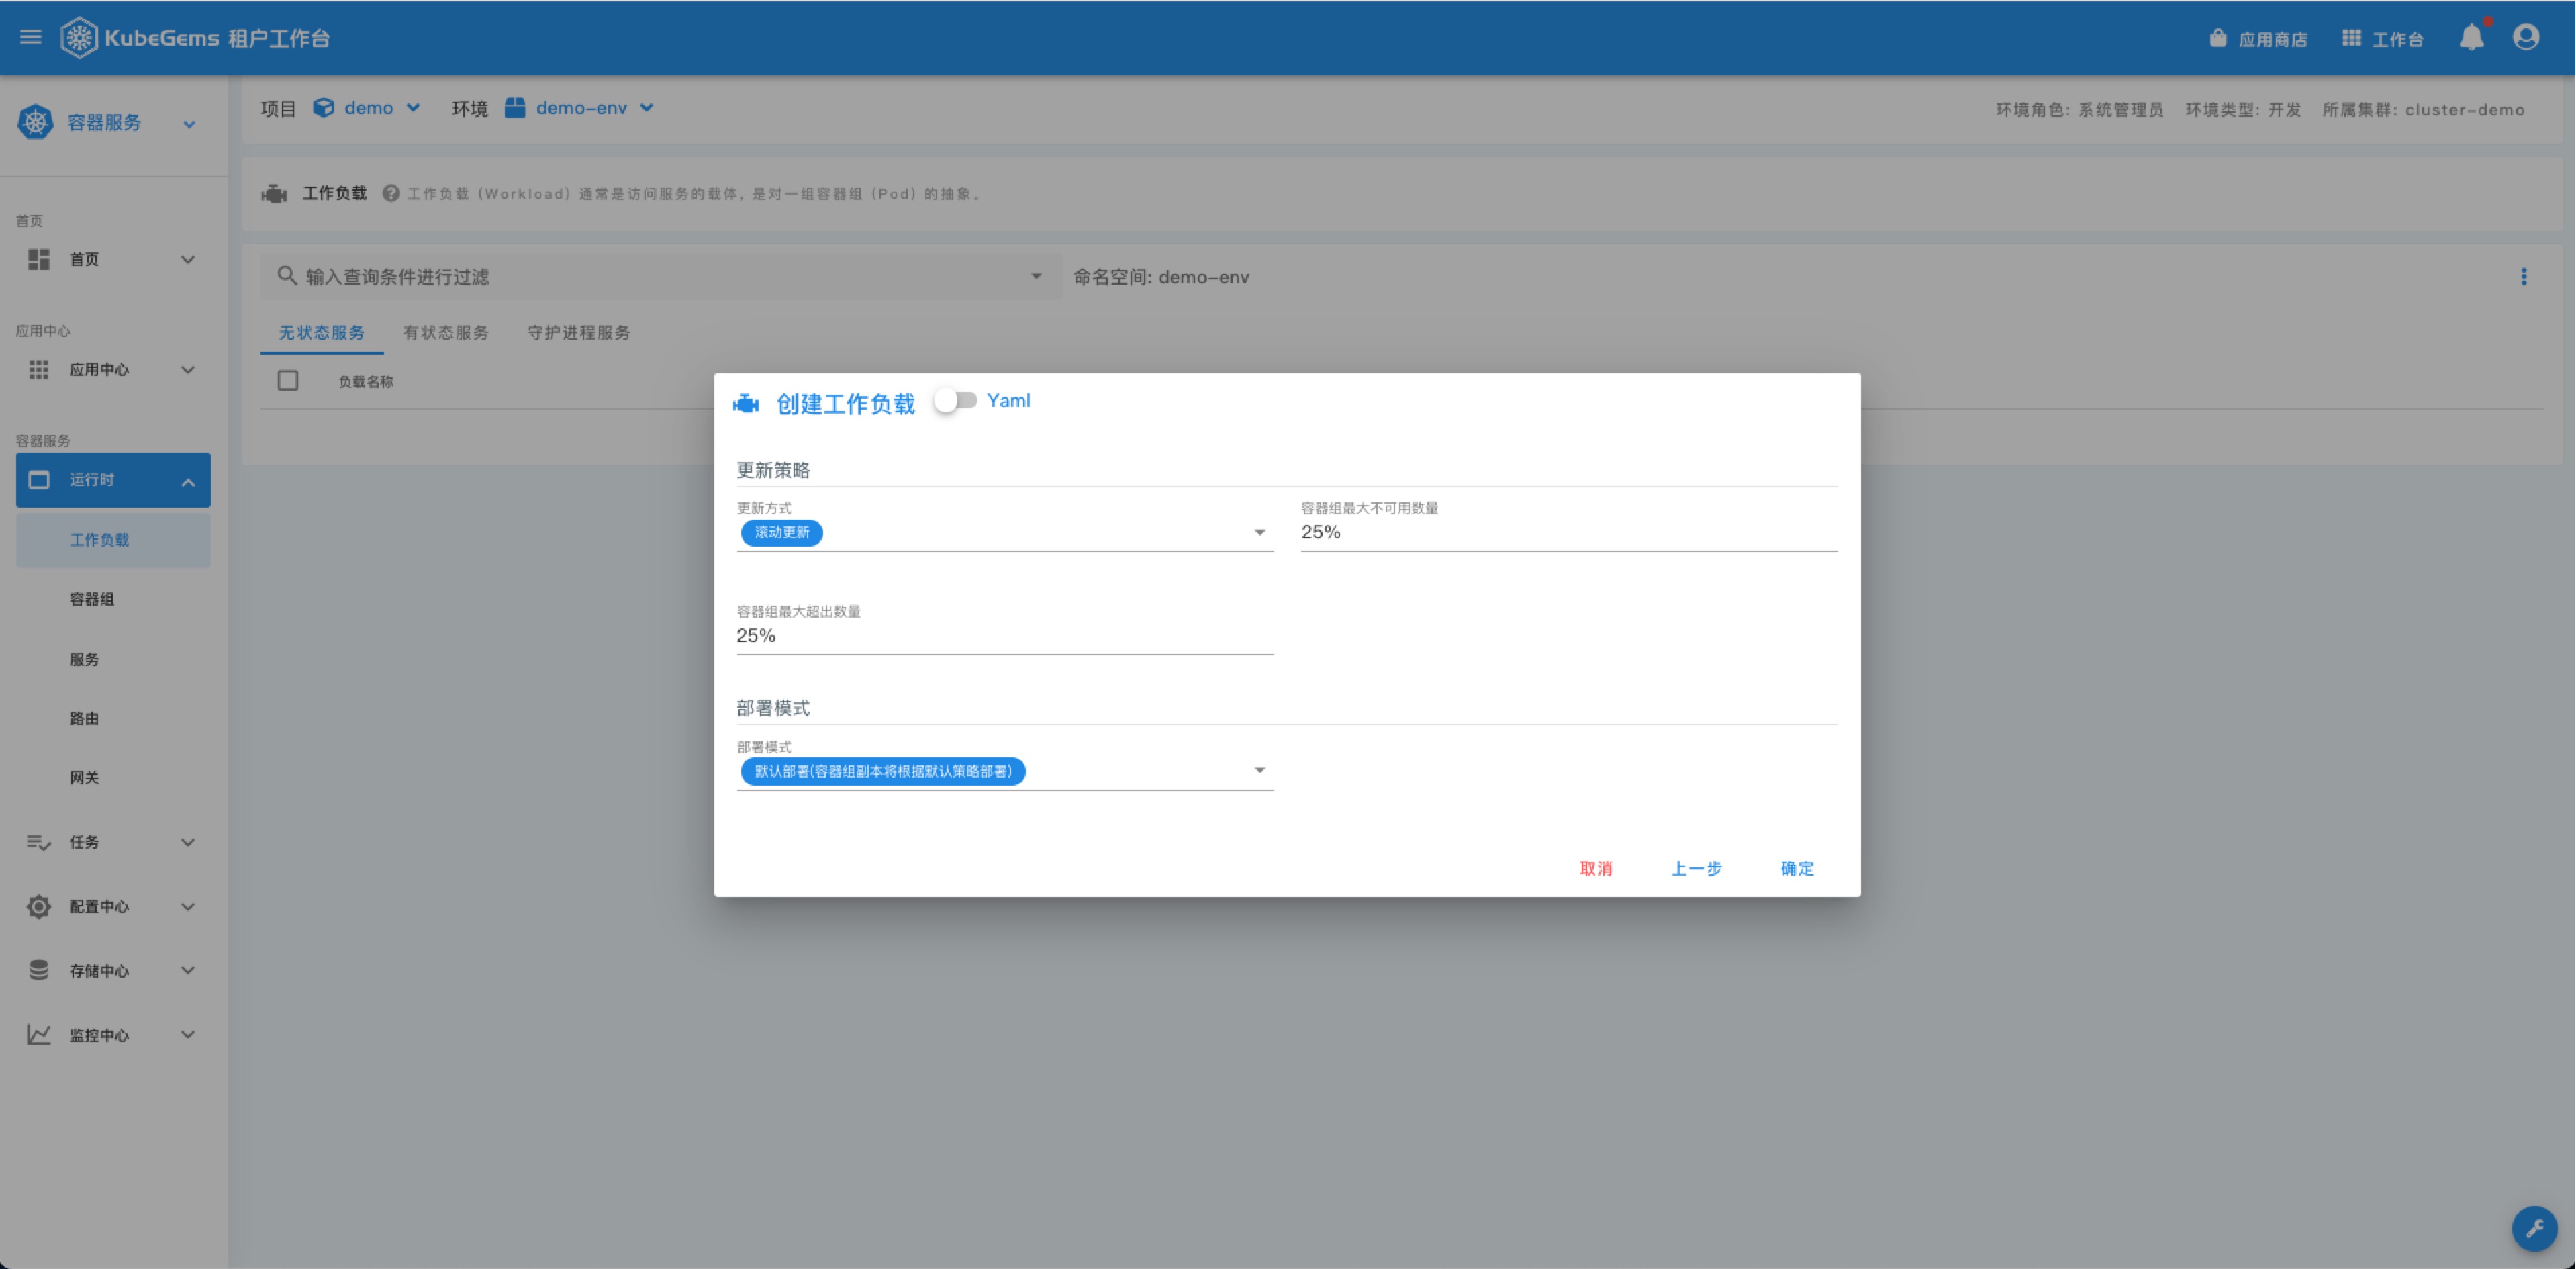 KubeGems 租户工作台
应用商店
工作台
容器服务
项目 demo 环境 demo-env
环境角色: 系统管理员 环境类型: 开发 所属集群: cluster-demo
工作负载 工作负载 (Workload) 通常是访问服务的载体, 是对一组容器组 (Pod) 的抽象。
首页
首页
应用中心
应用中心
容器服务
运行时
工作负载
容器组
服务
路由
网关
任务
配置中心
存储中心
监控中心
输入查询条件进行过滤
命名空间: demo-env
无状态服务 有状态服务 守护进程服务
负载名称
创建工作负载 Yaml
更新策略
更新方式
滚动更新
容器组最大不可用数量
25%
容器组最大超出数量
25%
部署模式
部署模式
默认部署(容器组副本将根据默认策略部署)
取消 上一步 确定